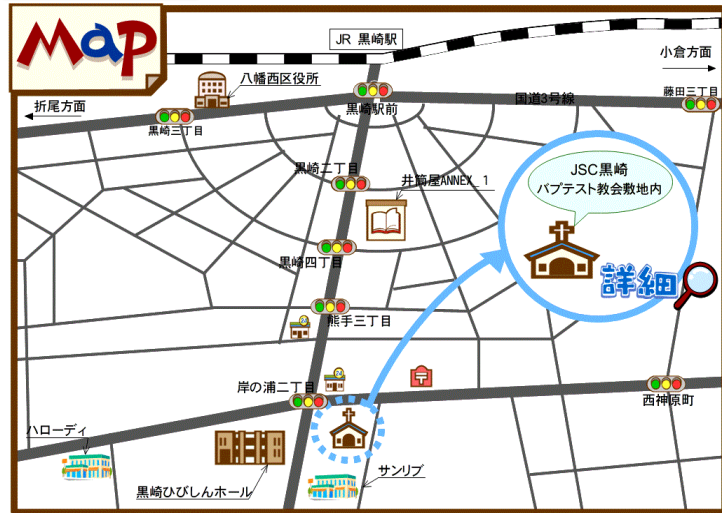 Map
JR 黒崎駅
小倉方面
八幡西区役所
藤田三丁目
折尾方面
黒崎駅前
国道3号線
黒崎三丁目
黒崎二丁目
井筒屋ANNEX_1
JSC黒崎
バプテスト教会敷地内
黒崎四丁目
詳細
熊手三丁目
24
24
〒
岸の浦二丁目
西神原町
ハローディ
サンリブ
黒崎ひびしんホール